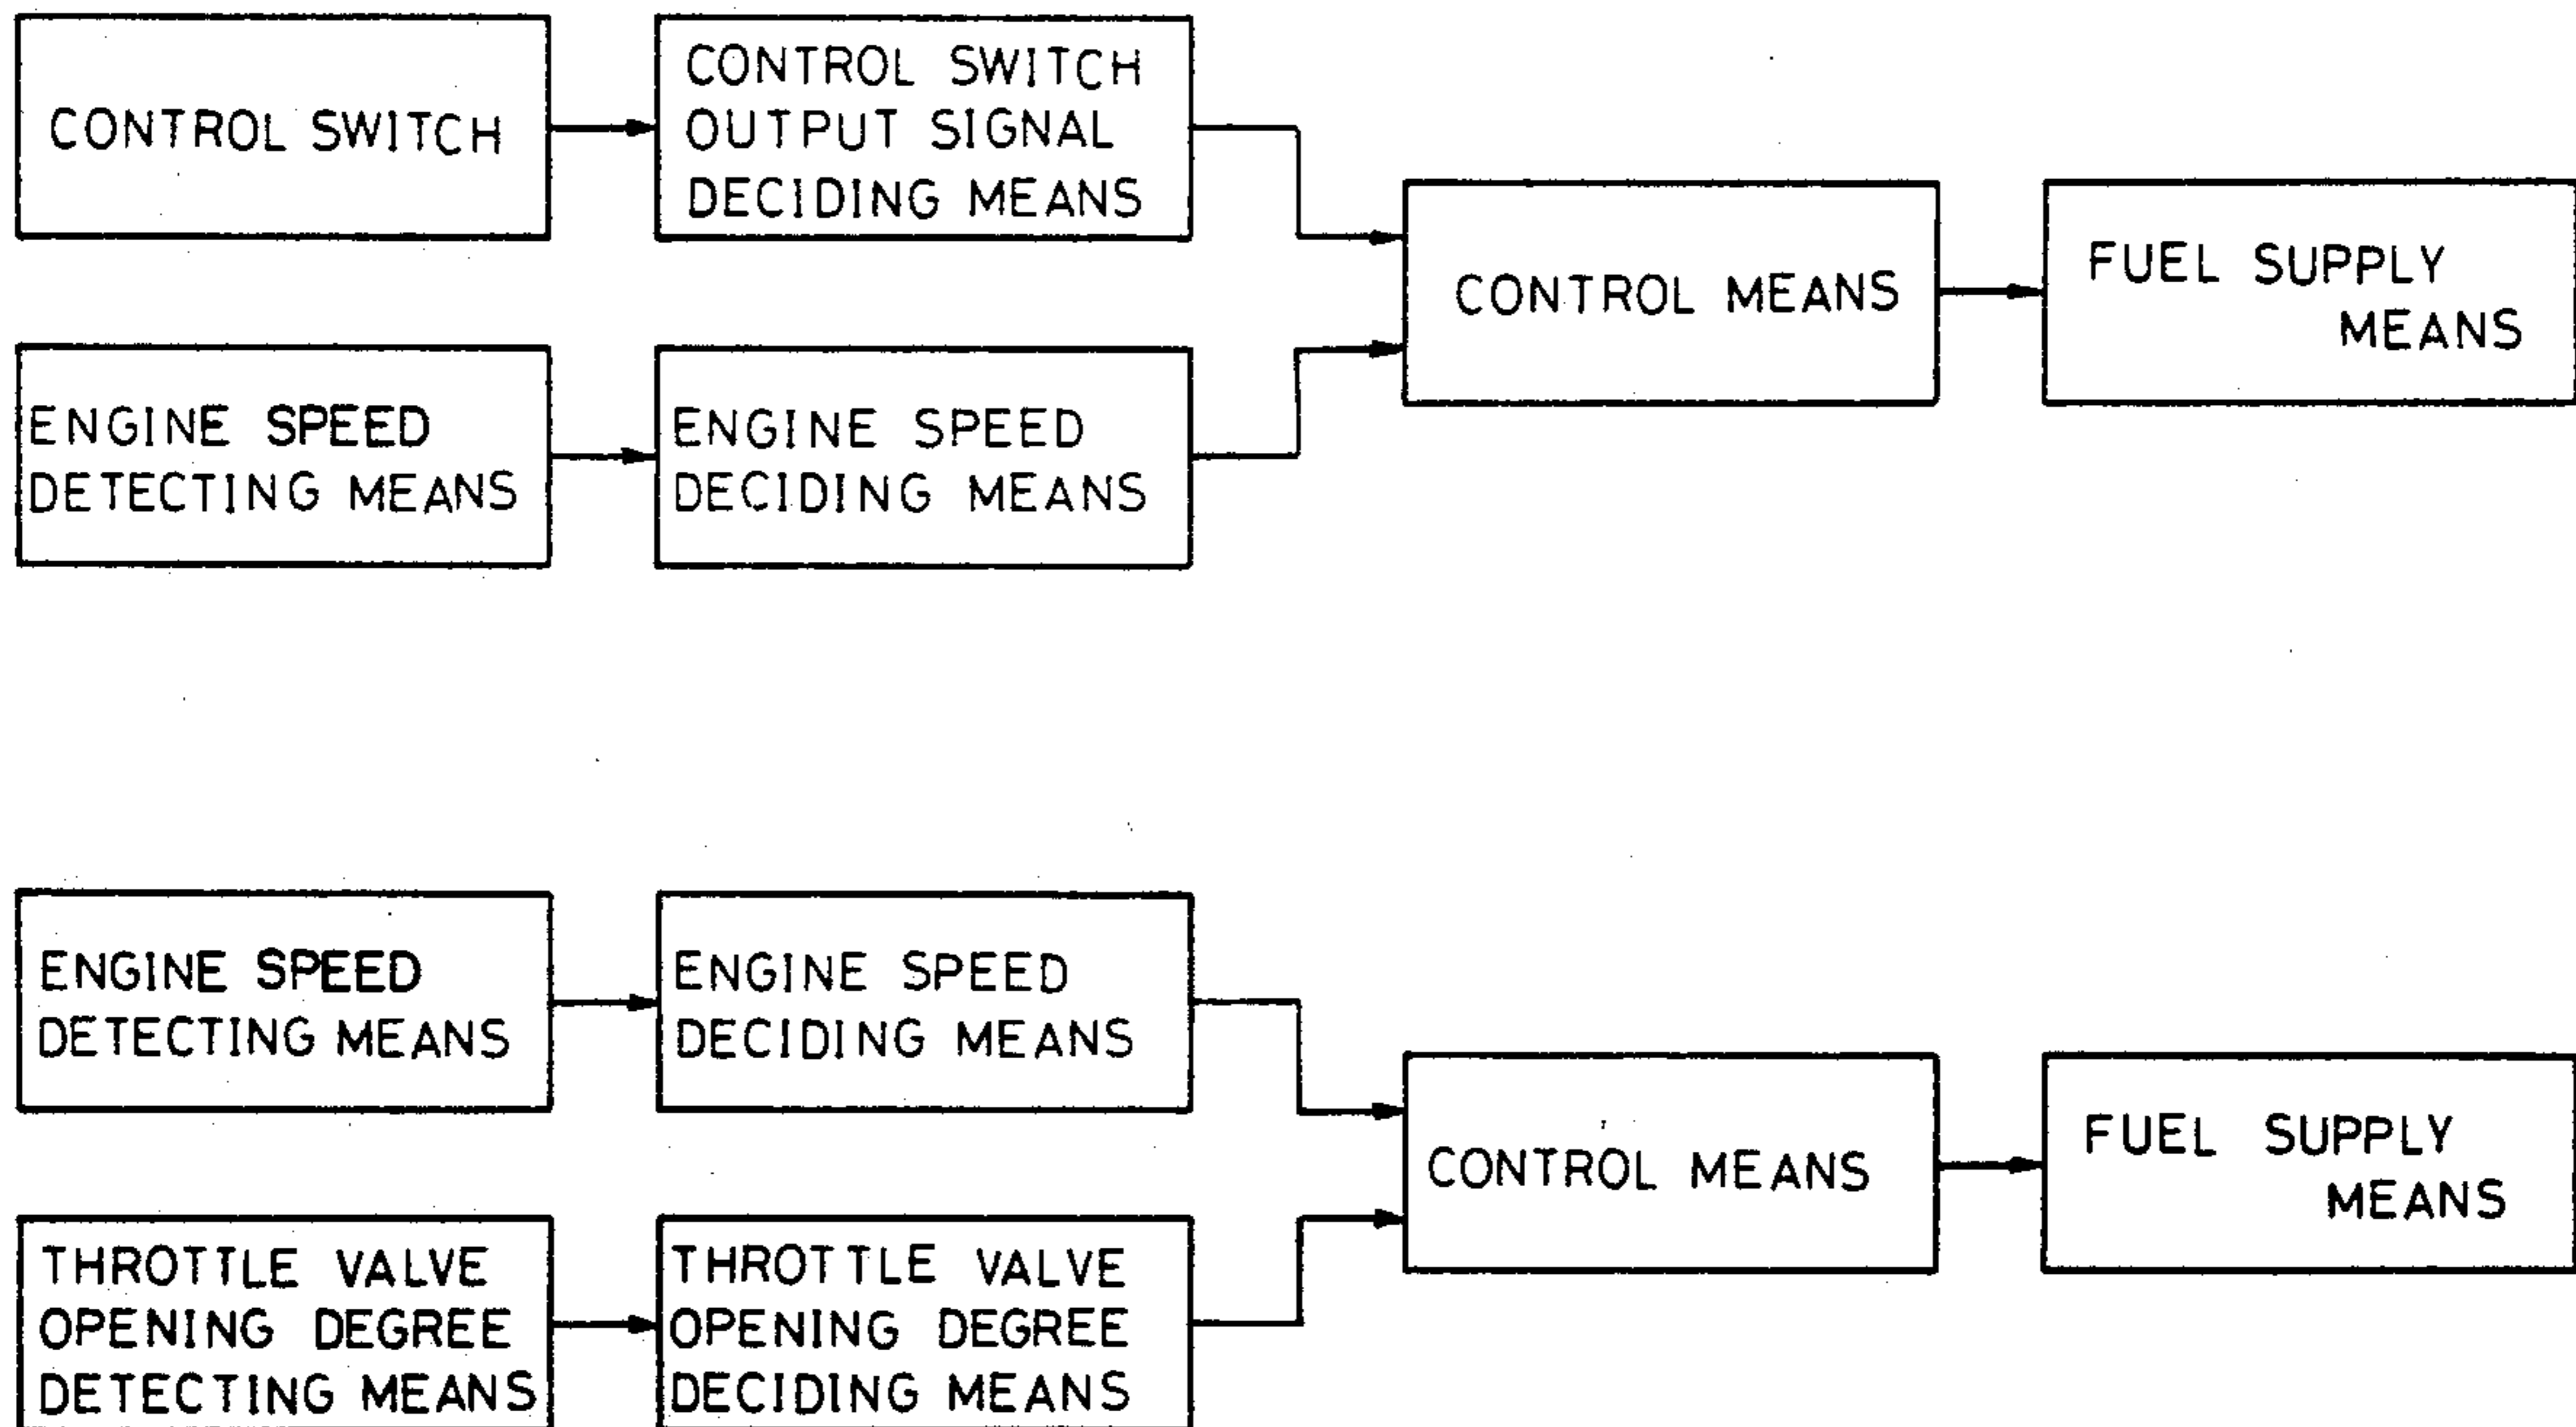 CONTROL SWITCH
CONTROL SWITCH
OUTPUT SIGNAL
DECIDING MEANS
ENGINE SPEED
DETECTING MEANS
ENGINE SPEED
DECIDING MEANS
CONTROL MEANS
FUEL SUPPLY
MEANS
ENGINE SPEED
DETECTING MEANS
ENGINE SPEED
DECIDING MEANS
THROTTLE VALVE
OPENING DEGREE
DETECTING MEANS
THROTTLE VALVE
OPENING DEGREE
DECIDING MEANS
CONTROL MEANS
FUEL SUPPLY
MEANS